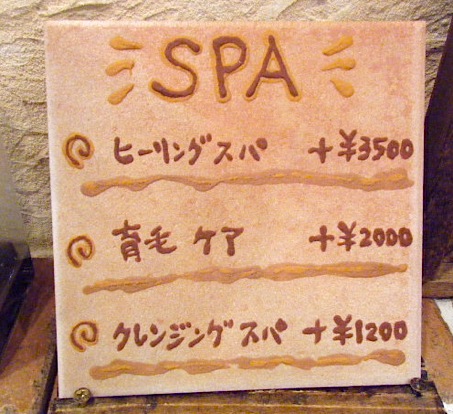 SPA
ヒーリングスパ +¥3500
育毛 ケア +¥2000
クレンジングスパ +¥1200